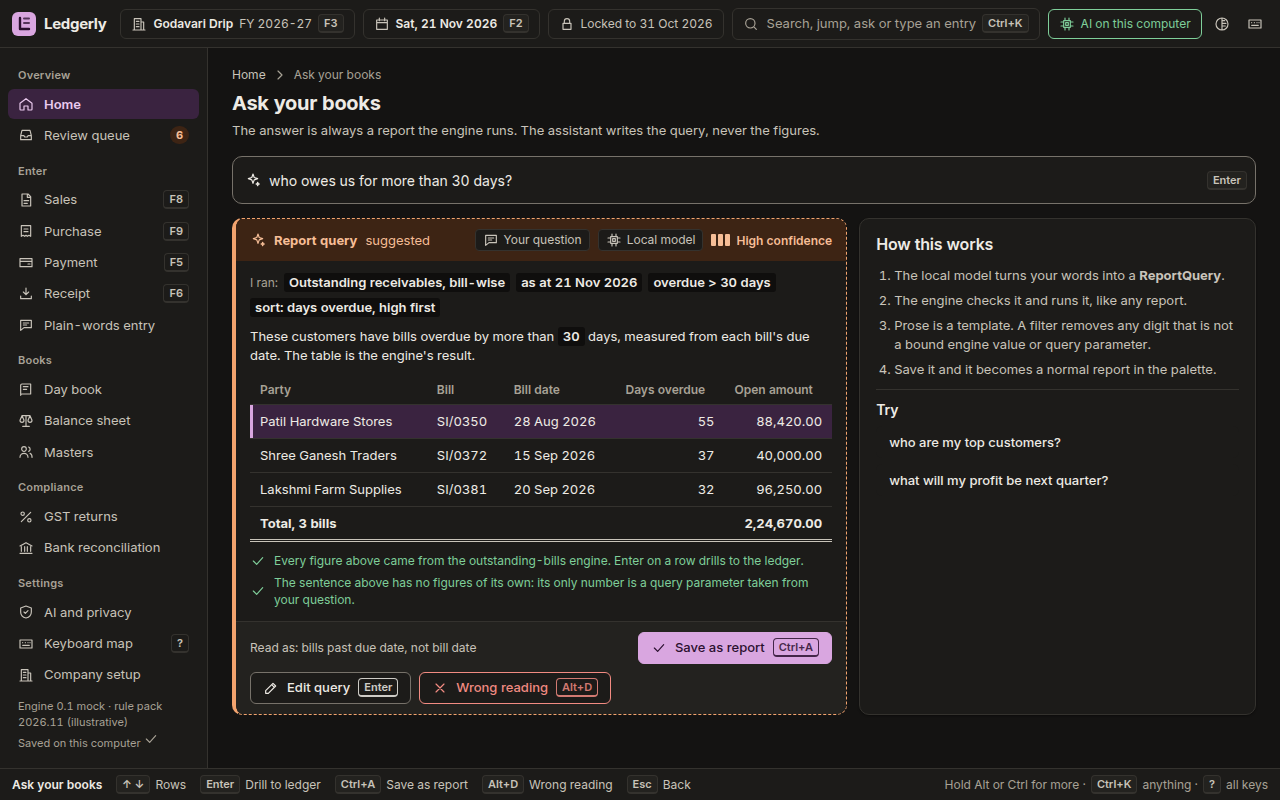 Ledgerly
Godavari Drip FY 2026-27 F3
Sat, 21 Nov 2026 F2
Locked to 31 Oct 2026
Search, jump, ask or type an entry Ctrl+K
AI on this computer
Overview
Home
Review queue 6
Enter
Sales F8
Purchase F9
Payment F5
Receipt F6
Plain-words entry
Books
Day book
Balance sheet
Masters
Compliance
GST returns
Bank reconciliation
Settings
AI and privacy
Keyboard map ?
Company setup
Engine 0.1 mock · rule pack
2026.11 (illustrative)
Saved on this computer
Home > Ask your books
Ask your books
The answer is always a report the engine runs. The assistant writes the query, never the figures.
who owes us for more than 30 days? Enter
Report query suggested Your question Local model High confidence
I ran: Outstanding receivables, bill-wise as at 21 Nov 2026 overdue > 30 days
sort: days overdue, high first
These customers have bills overdue by more than 30 days, measured from each bill's due
date. The table is the engine's result.
Party Bill Bill date Days overdue Open amount
Patil Hardware Stores SI/0350 28 Aug 2026 55 88,420.00
Shree Ganesh Traders SI/0372 15 Sep 2026 37 40,000.00
Lakshmi Farm Supplies SI/0381 20 Sep 2026 32 96,250.00
Total, 3 bills 2,24,670.00
Every figure above came from the outstanding-bills engine. Enter on a row drills to the ledger.
The sentence above has no figures of its own: its only number is a query parameter taken from
your question.
Read as: bills past due date, not bill date
Save as report Ctrl+A
Edit query Enter
Wrong reading Alt+D
How this works
1. The local model turns your words into a ReportQuery.
2. The engine checks it and runs it, like any report.
3. Prose is a template. A filter removes any digit that is not
a bound engine value or query parameter.
4. Save it and it becomes a normal report in the palette.
Try
who are my top customers?
what will my profit be next quarter?
Ask your books ↑↓ Rows Enter Drill to ledger Ctrl+A Save as report Alt+D Wrong reading Esc Back
Hold Alt or Ctrl for more · Ctrl+K anything · ? all keys